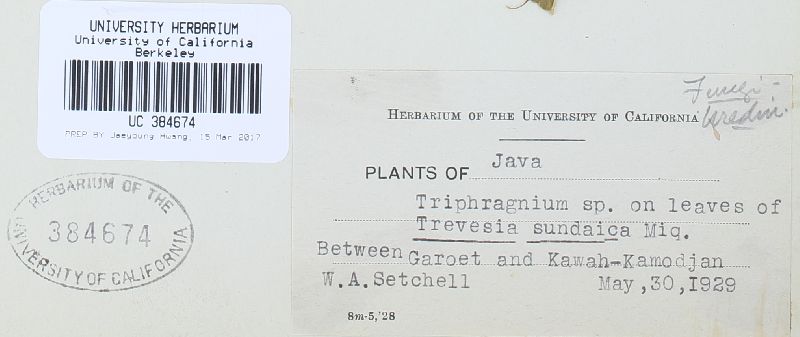 UNIVERSITY HERBARIUM
University of California
Berkeley
UC 384674
PREP BY Jaeyoung Hwang, 15 Mar 2017
HERBARIUM OF THE
384674
UNIVERSITY OF CALIFORNIA
Fungi -
Uredin.
HERBARIUM OF THE UNIVERSITY OF CALIFORNIA
PLANTS OF Java
Triphragnium sp. on leaves of
Trevesia sundaica Miq.
Between Garoet and Kawah-Kamodjan
W.A.Setchell May,30,1929
8m-5,'28